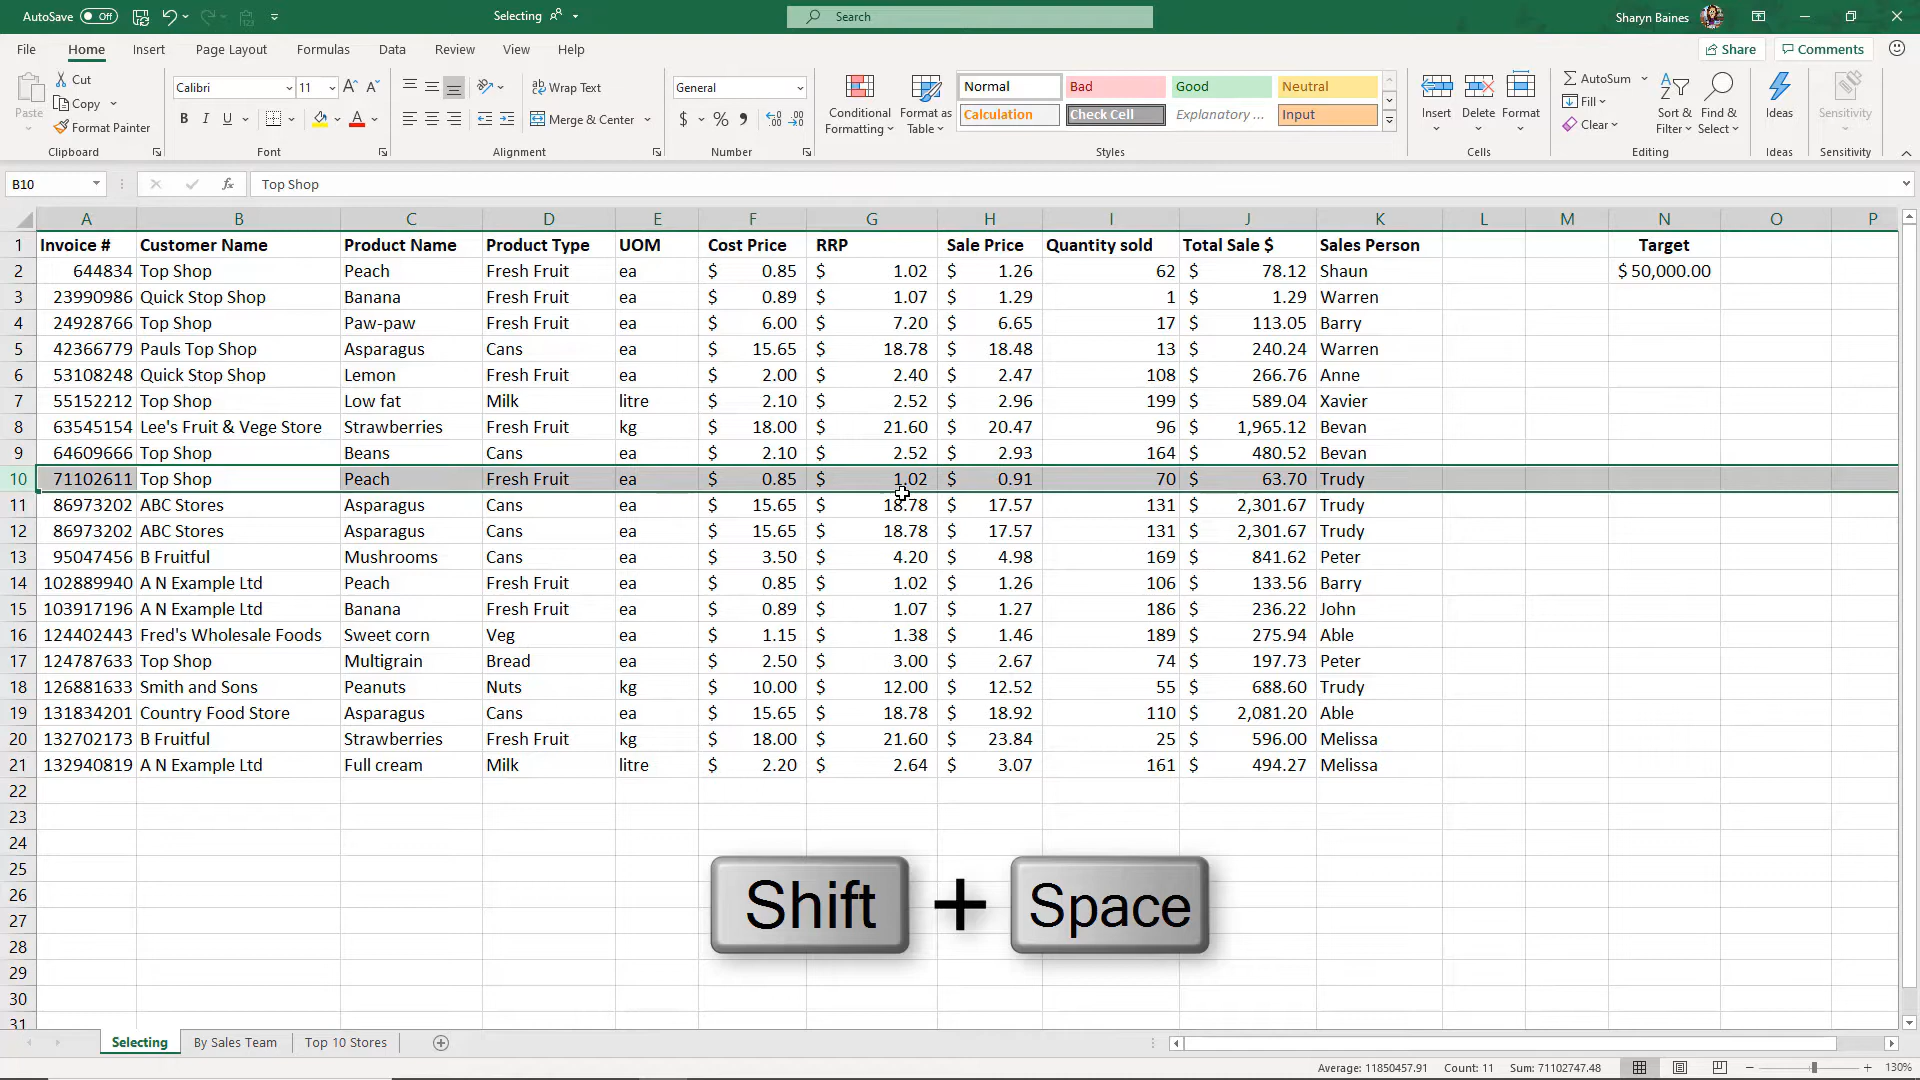 AutoSave Off Selecting Search Sharyn Baines
File Home Insert Page Layout Formulas Data Review View Help Share Comments
Paste Cut Copy Format Painter Clipboard
Calibri 11 A A B I U A Font
ab Wrap Text Merge & Center Alignment
General $ % 9 Number
Conditional Formatting Format as Table
Normal Bad Good Neutral
Calculation Check Cell Explanatory ... Input
Styles
Insert Delete Format Cells
AutoSum Fill Clear Sort & Filter Find & Select Editing
Ideas Ideas
Sensitivity Sensitivity
B10 fx Top Shop
A B C D E F G H I J K L M N O P
1 Invoice # Customer Name Product Name Product Type UOM Cost Price RRP Sale Price Quantity sold Total Sale $ Sales Person Target
2 644834 Top Shop Peach Fresh Fruit ea $ 0.85 $ 1.02 $ 1.26 62 $ 78.12 Shaun $ 50,000.00
3 23990986 Quick Stop Shop Banana Fresh Fruit ea $ 0.89 $ 1.07 $ 1.29 1 $ 1.29 Warren
4 24928766 Top Shop Paw-paw Fresh Fruit ea $ 6.00 $ 7.20 $ 6.65 17 $ 113.05 Barry
5 42366779 Pauls Top Shop Asparagus Cans ea $ 15.65 $ 18.78 $ 18.48 13 $ 240.24 Warren
6 53108248 Quick Stop Shop Lemon Fresh Fruit ea $ 2.00 $ 2.40 $ 2.47 108 $ 266.76 Anne
7 55152212 Top Shop Low fat Milk litre $ 2.10 $ 2.52 $ 2.96 199 $ 589.04 Xavier
8 63545154 Lee's Fruit & Vege Store Strawberries Fresh Fruit kg $ 18.00 $ 21.60 $ 20.47 96 $ 1,965.12 Bevan
9 64609666 Top Shop Beans Cans ea $ 2.10 $ 2.52 $ 2.93 164 $ 480.52 Bevan
10 71102611 Top Shop Peach Fresh Fruit ea $ 0.85 $ 1.02 $ 0.91 70 $ 63.70 Trudy
11 86973202 ABC Stores Asparagus Cans ea $ 15.65 $ 18.78 $ 17.57 131 $ 2,301.67 Trudy
12 86973202 ABC Stores Asparagus Cans ea $ 15.65 $ 18.78 $ 17.57 131 $ 2,301.67 Trudy
13 95047456 B Fruitful Mushrooms Cans ea $ 3.50 $ 4.20 $ 4.98 169 $ 841.62 Peter
14 102889940 A N Example Ltd Peach Fresh Fruit ea $ 0.85 $ 1.02 $ 1.26 106 $ 133.56 Barry
15 103917196 A N Example Ltd Banana Fresh Fruit ea $ 0.89 $ 1.07 $ 1.27 186 $ 236.22 John
16 124402443 Fred's Wholesale Foods Sweet corn Veg ea $ 1.15 $ 1.38 $ 1.46 189 $ 275.94 Able
17 124787633 Top Shop Multigrain Bread ea $ 2.50 $ 3.00 $ 2.67 74 $ 197.73 Peter
18 126881633 Smith and Sons Peanuts Nuts kg $ 10.00 $ 12.00 $ 12.52 55 $ 688.60 Trudy
19 131834201 Country Food Store Asparagus Cans ea $ 15.65 $ 18.78 $ 18.92 110 $ 2,081.20 Able
20 132702173 B Fruitful Strawberries Fresh Fruit kg $ 18.00 $ 21.60 $ 23.84 25 $ 596.00 Melissa
21 132940819 A N Example Ltd Full cream Milk litre $ 2.20 $ 2.64 $ 3.07 161 $ 494.27 Melissa
22
23
24
25
26
27
28
29
30
31
Shift + Space
Selecting By Sales Team Top 10 Stores
Average: 11850457.91 Count: 11 Sum: 71102747.48 130%